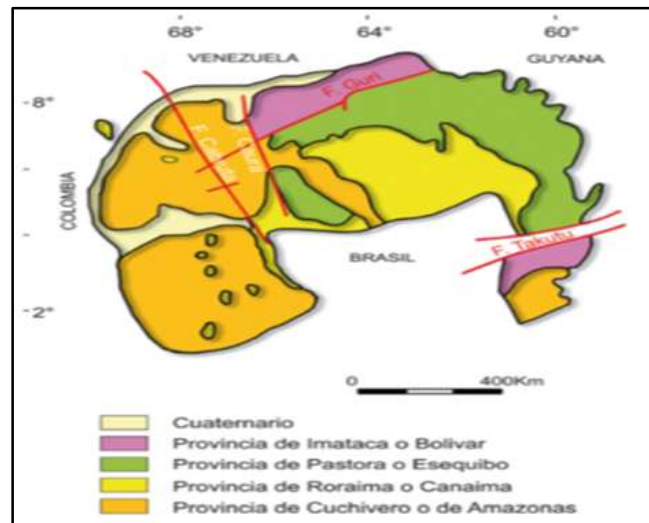 68°
64°
60°
VENEZUELA
GUYANA
8°
F. Guri
F. Cabruta
COLOMBIA
BRASIL
F. Takutu
2°
0
400Km
Cuaternario
Provincia de Imataca o Bolivar
Provincia de Pastora o Esequibo
Provincia de Roraima o Canaima
Provincia de Cuchivero o de Amazonas